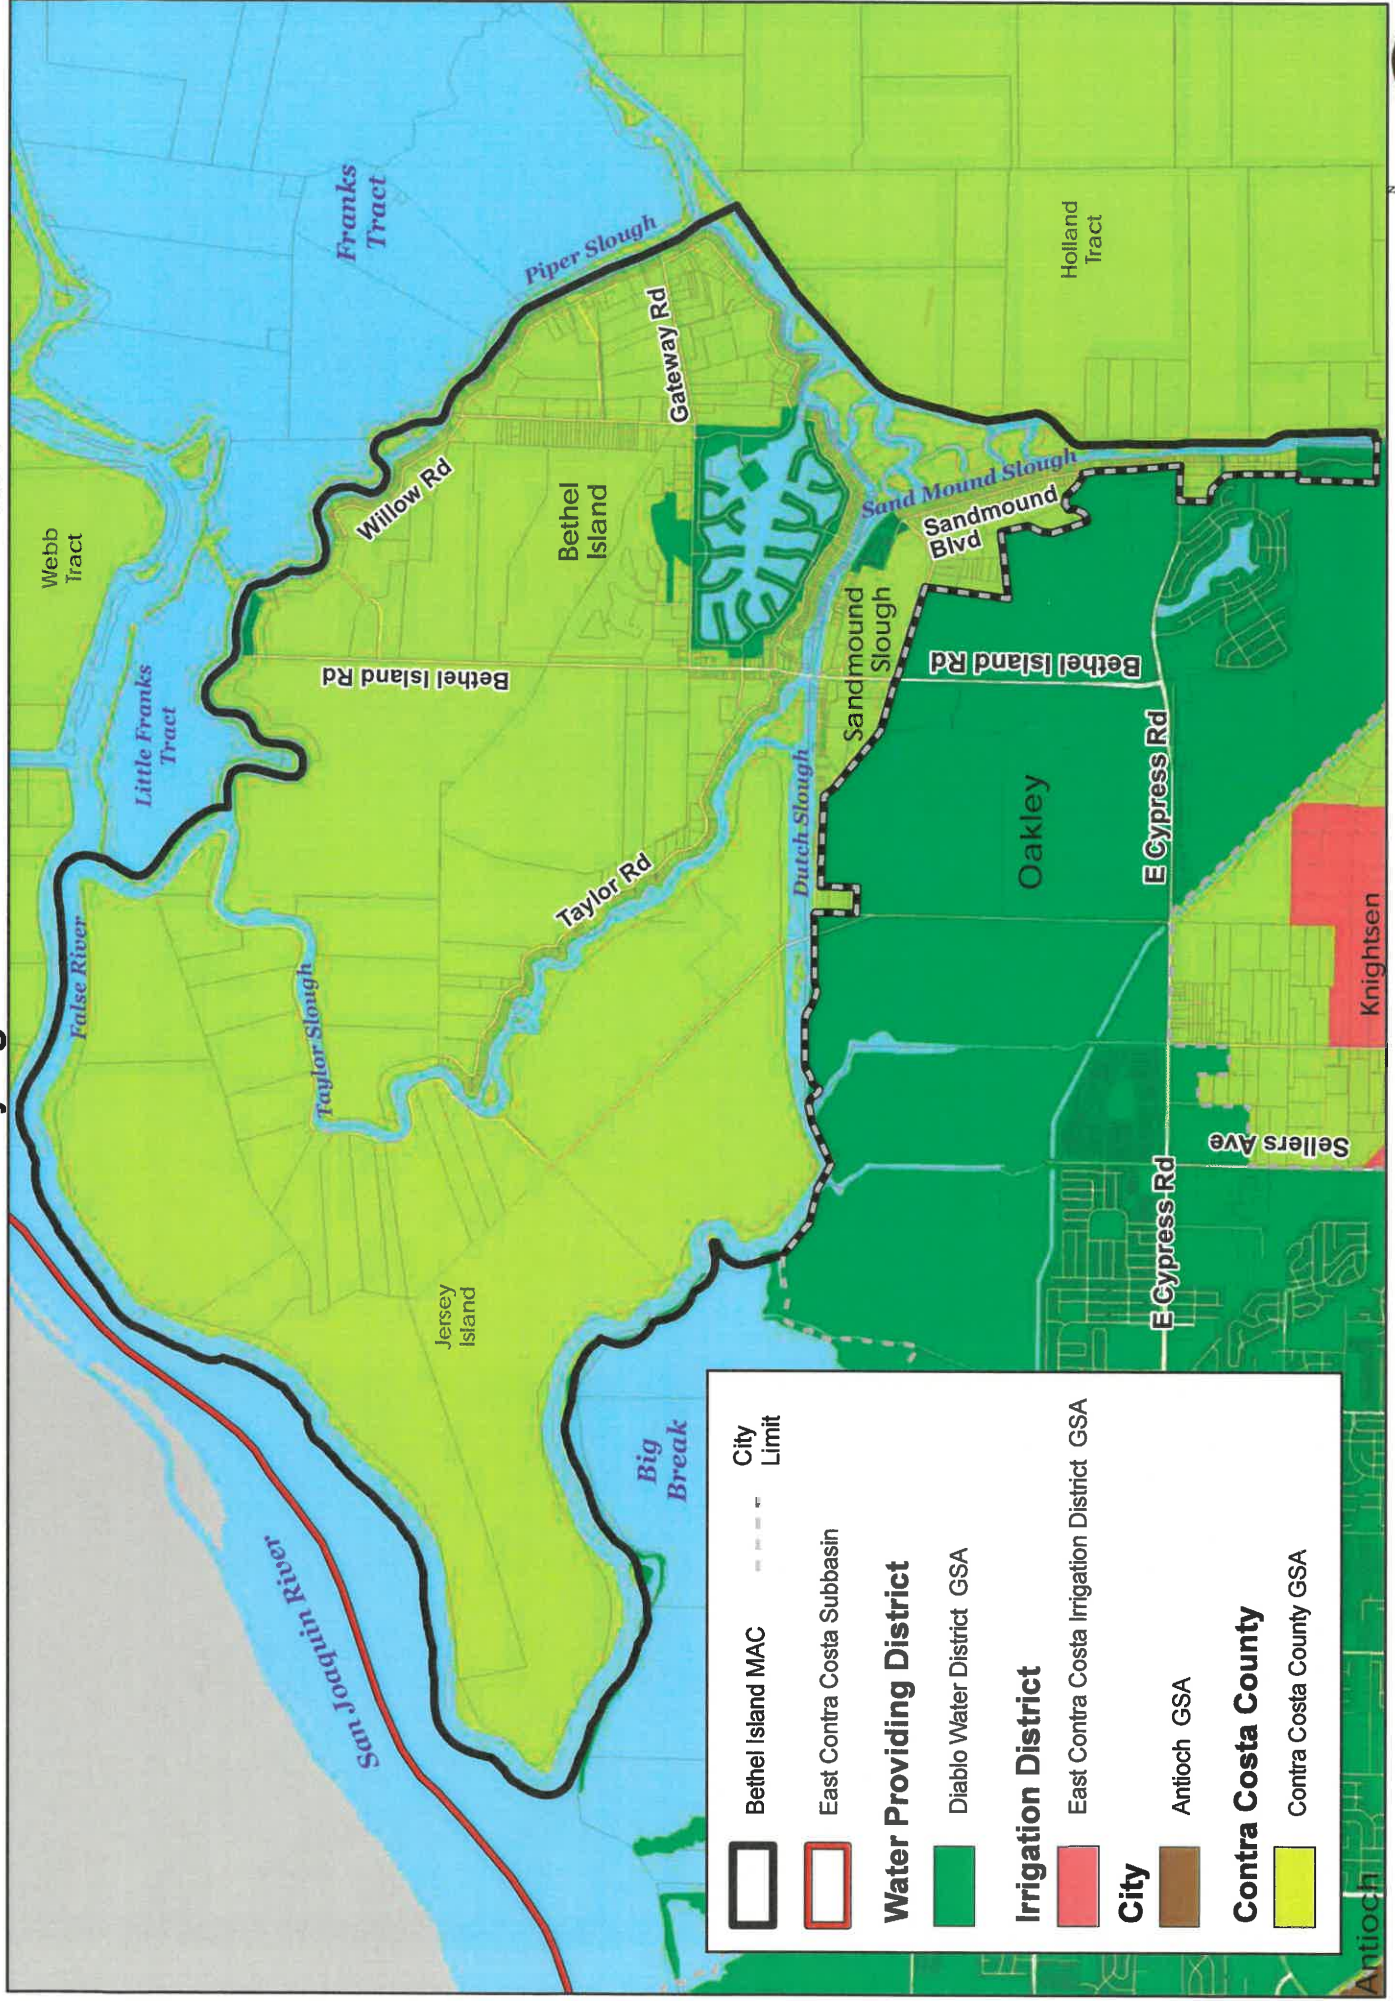 Webb
Tract
Franks
Tract
Little Franks
Tract
False River
Piper Slough
Willow Rd
Gateway Rd
Bethel
Island
Bethel Island Rd
Taylor Slough
Taylor Rd
Holland
Tract
San Joaquin River
Jersey
Island
Big
Break
Dutch Slough
Sandmound
Slough
Sand Mound Slough
Sandmound
Blvd
Bethel Island Rd
Oakley
E Cypress Rd
E Cypress Rd
Sellers Ave
Knightsen
Antioch
Bethel Island MAC
City
Limit
East Contra Costa Subbasin
Water Providing District
Diablo Water District GSA
Irrigation District
East Contra Costa Irrigation District GSA
City
Antioch GSA
Contra Costa County
Contra Costa County GSA
N